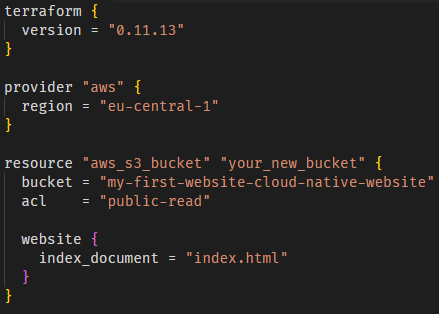 terraform {
  version = "0.11.13"
}

provider "aws" {
  region = "eu-central-1"
}

resource "aws_s3_bucket" "your_new_bucket" {
  bucket = "my-first-website-cloud-native-website"
  acl    = "public-read"

  website {
    index_document = "index.html"
  }
}